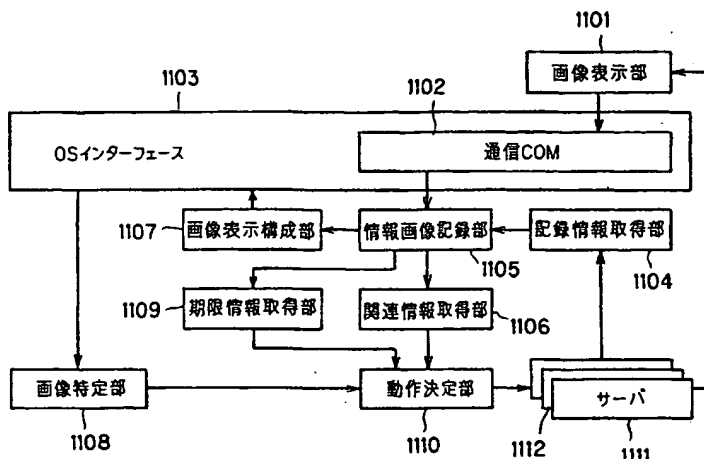 1101
画像表示部
1103
1102
OSインターフェース
通信COM
1107
画像表示構成部
情報画像記録部
記録情報取得部
1105
1104
1109
期限情報取得部
関連情報取得部
1106
画像特定部
動作決定部
サーバ
1108
1110
1112
1111